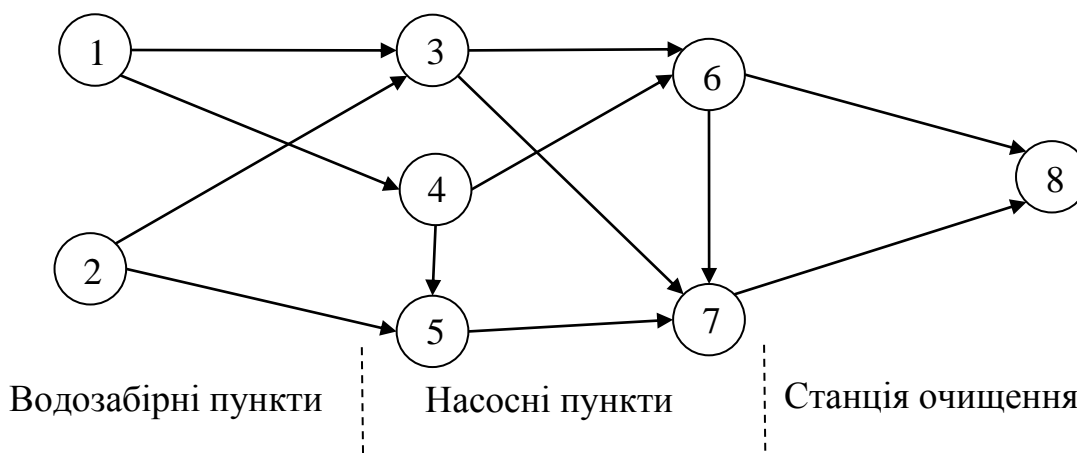 1
3
6
4
8
2
5
7
Водозабірні пункти
Насосні пункти
Станція очищення